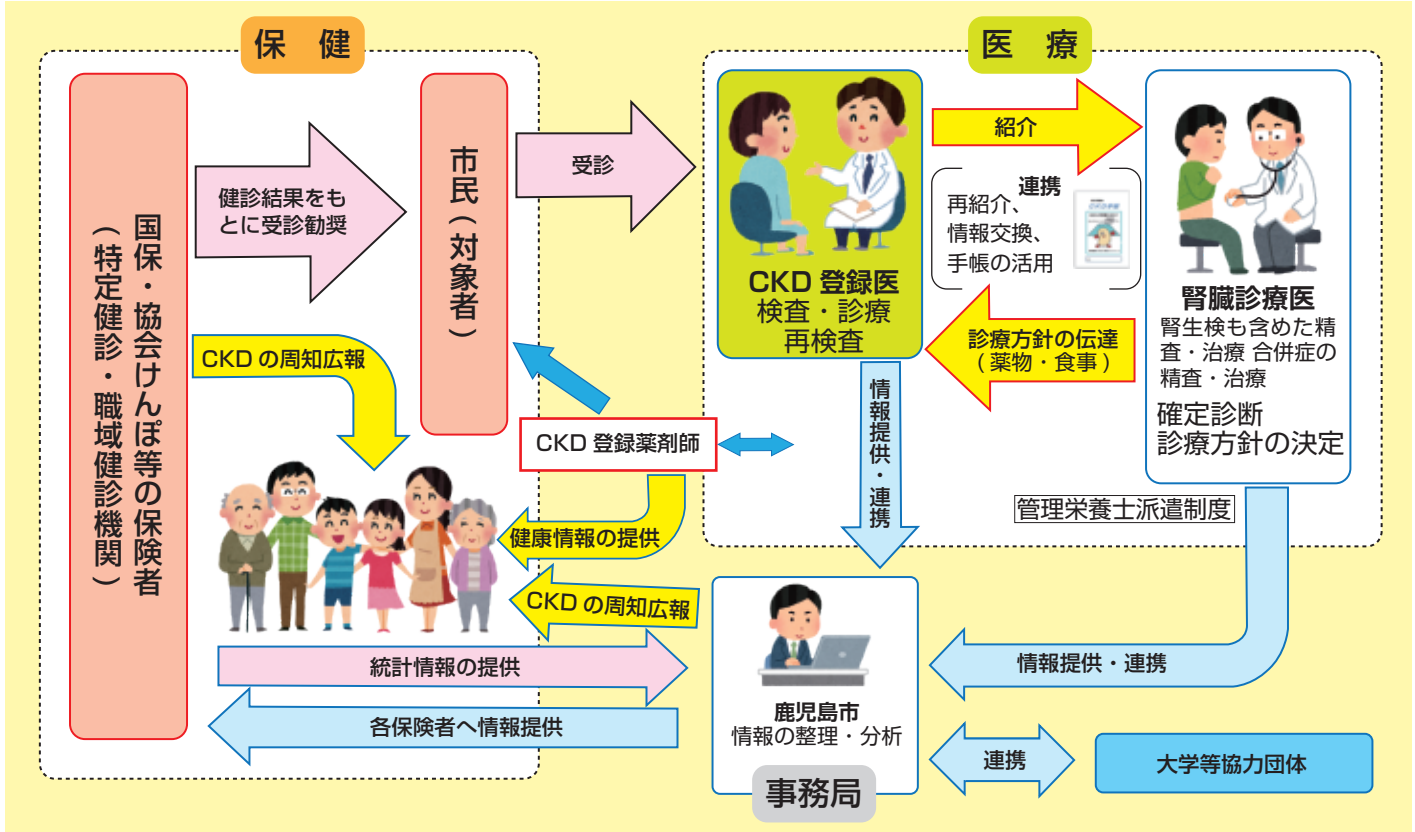 保 健
国保・協会けんぽ等の保険者
(特定健診・職域健診機関)
健診結果をも
とに受診勧奨
市民(対象者)
CKD の周知広報
受診
医 療
CKD 登録医
検査・診療
再検査
紹介
連携
再紹介、
情報交換、
手帳の活用
CKD手帳
診療方針の伝達
(薬物・食事)
腎臓診療医
腎生検も含めた精
査・治療 合併症の
精査・治療
確定診断
診療方針の決定
CKD 登録薬剤師
情報提供・連携
管理栄養士派遣制度
健康情報の提供
CKD の周知広報
統計情報の提供
各保険者へ情報提供
鹿児島市
情報の整理・分析
事務局
情報提供・連携
連携
大学等協力団体